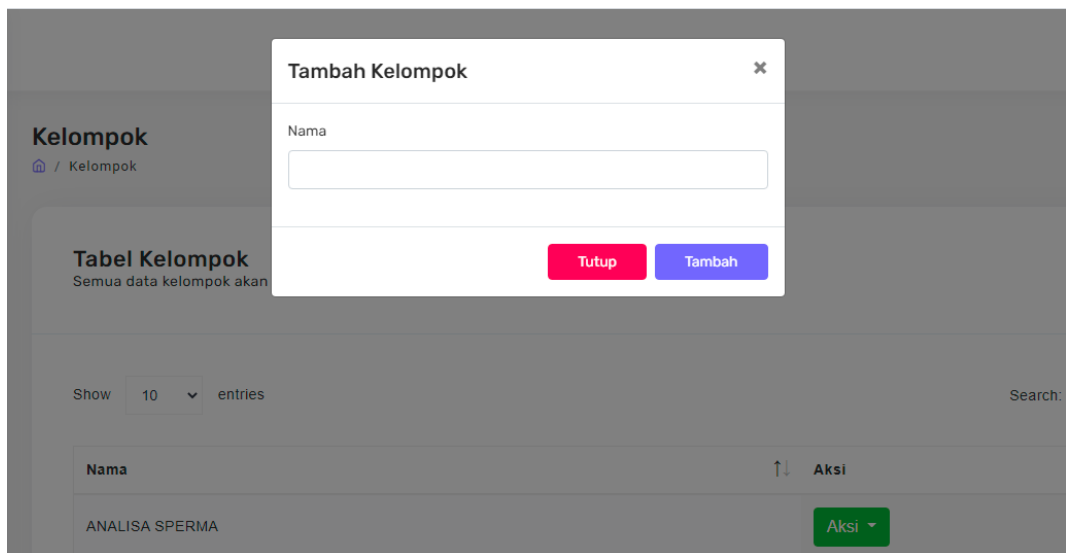 Tambah Kelompok
Nama
Tutup Tambah
Kelompok
/ Kelompok
Tabel Kelompok
Semua data kelompok akan
Show 10 entries Search:
Nama Aksi
ANALISA SPERMA Aksi